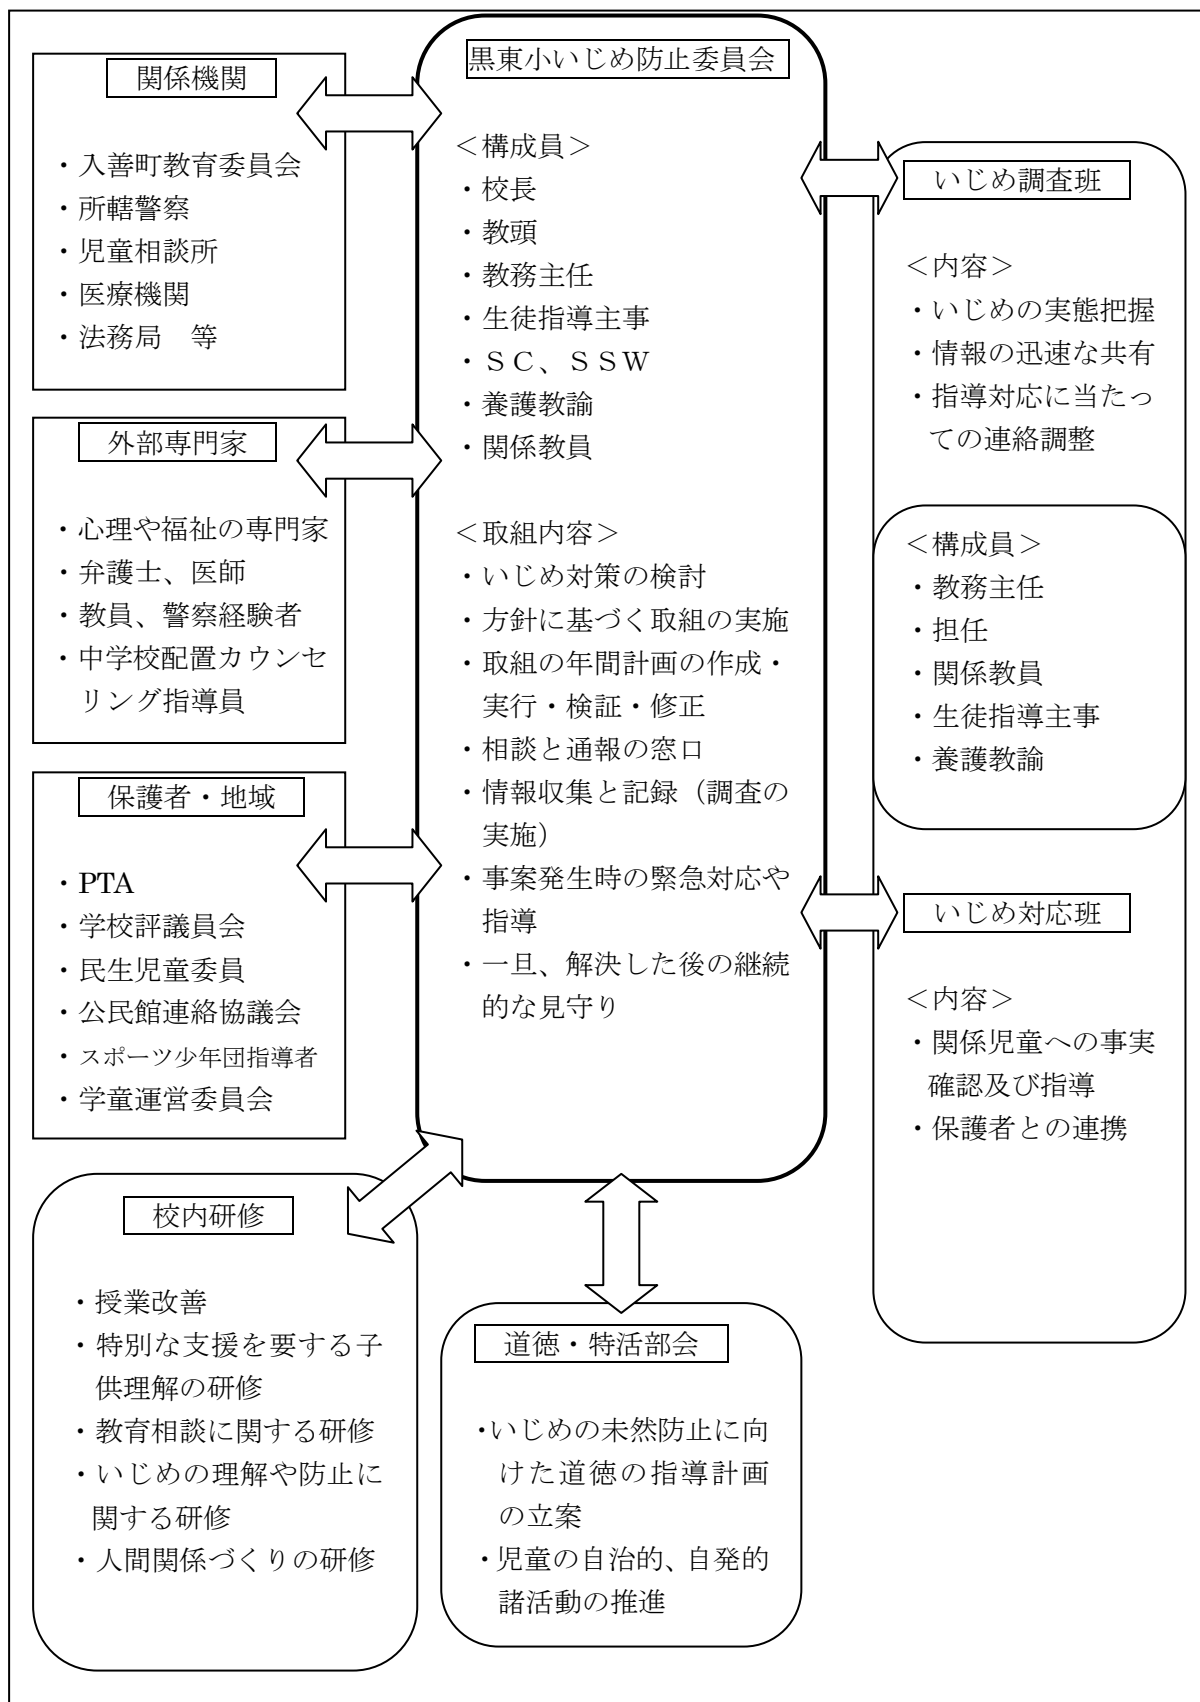 関係機関
・入善町教育委員会
・所轄警察
・児童相談所
・医療機関
・法務局　等
外部専門家
・心理や福祉の専門家
・弁護士、医師
・教員、警察経験者
・中学校配置カウンセ
リング指導員
保護者・地域
・PTA
・学校評議員会
・民生児童委員
・公民館連絡協議会
・スポーツ少年団指導者
・学童運営委員会
黒東小いじめ防止委員会
＜構成員＞
・校長
・教頭
・教務主任
・生徒指導主事
・ＳＣ、ＳＳＷ
・養護教諭
・関係教員
＜取組内容＞
・いじめ対策の検討
・方針に基づく取組の実施
・取組の年間計画の作成・
実行・検証・修正
・相談と通報の窓口
・情報収集と記録（調査の
実施）
・事案発生時の緊急対応や
指導
・一旦、解決した後の継続
的な見守り
いじめ調査班
＜内容＞
・いじめの実態把握
・情報の迅速な共有
・指導対応に当たっ
ての連絡調整
＜構成員＞
・教務主任
・担任
・関係教員
・生徒指導主事
・養護教諭
いじめ対応班
＜内容＞
・関係児童への事実
確認及び指導
・保護者との連携
校内研修
・授業改善
・特別な支援を要する子
供理解の研修
・教育相談に関する研修
・いじめの理解や防止に
関する研修
・人間関係づくりの研修
道徳・特活部会
・いじめの未然防止に向
けた道徳の指導計画
の立案
・児童の自治的、自発的
諸活動の推進